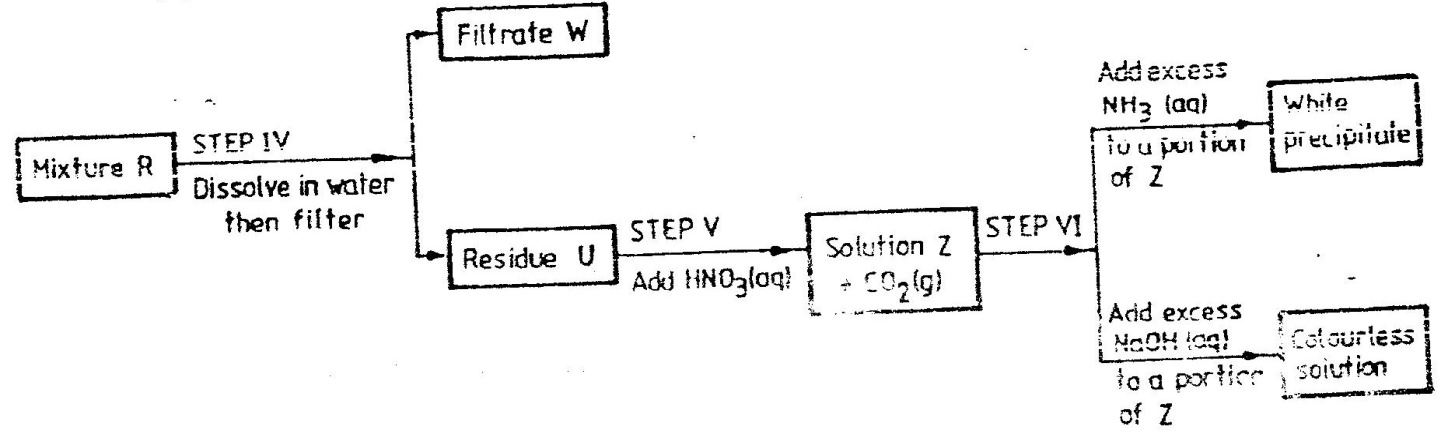 Filtrate W
Mixture R
STEP IV
Dissolve in water
then filter
Residue U
STEP V
Add HNO3(aq)
Solution Z
+ CO2(g)
STEP VI
Add excess
NH3 (aq)
to a portion
of Z
White
precipitate
Add excess
NaOH (aq)
to a portion
of Z
Colourless
solution